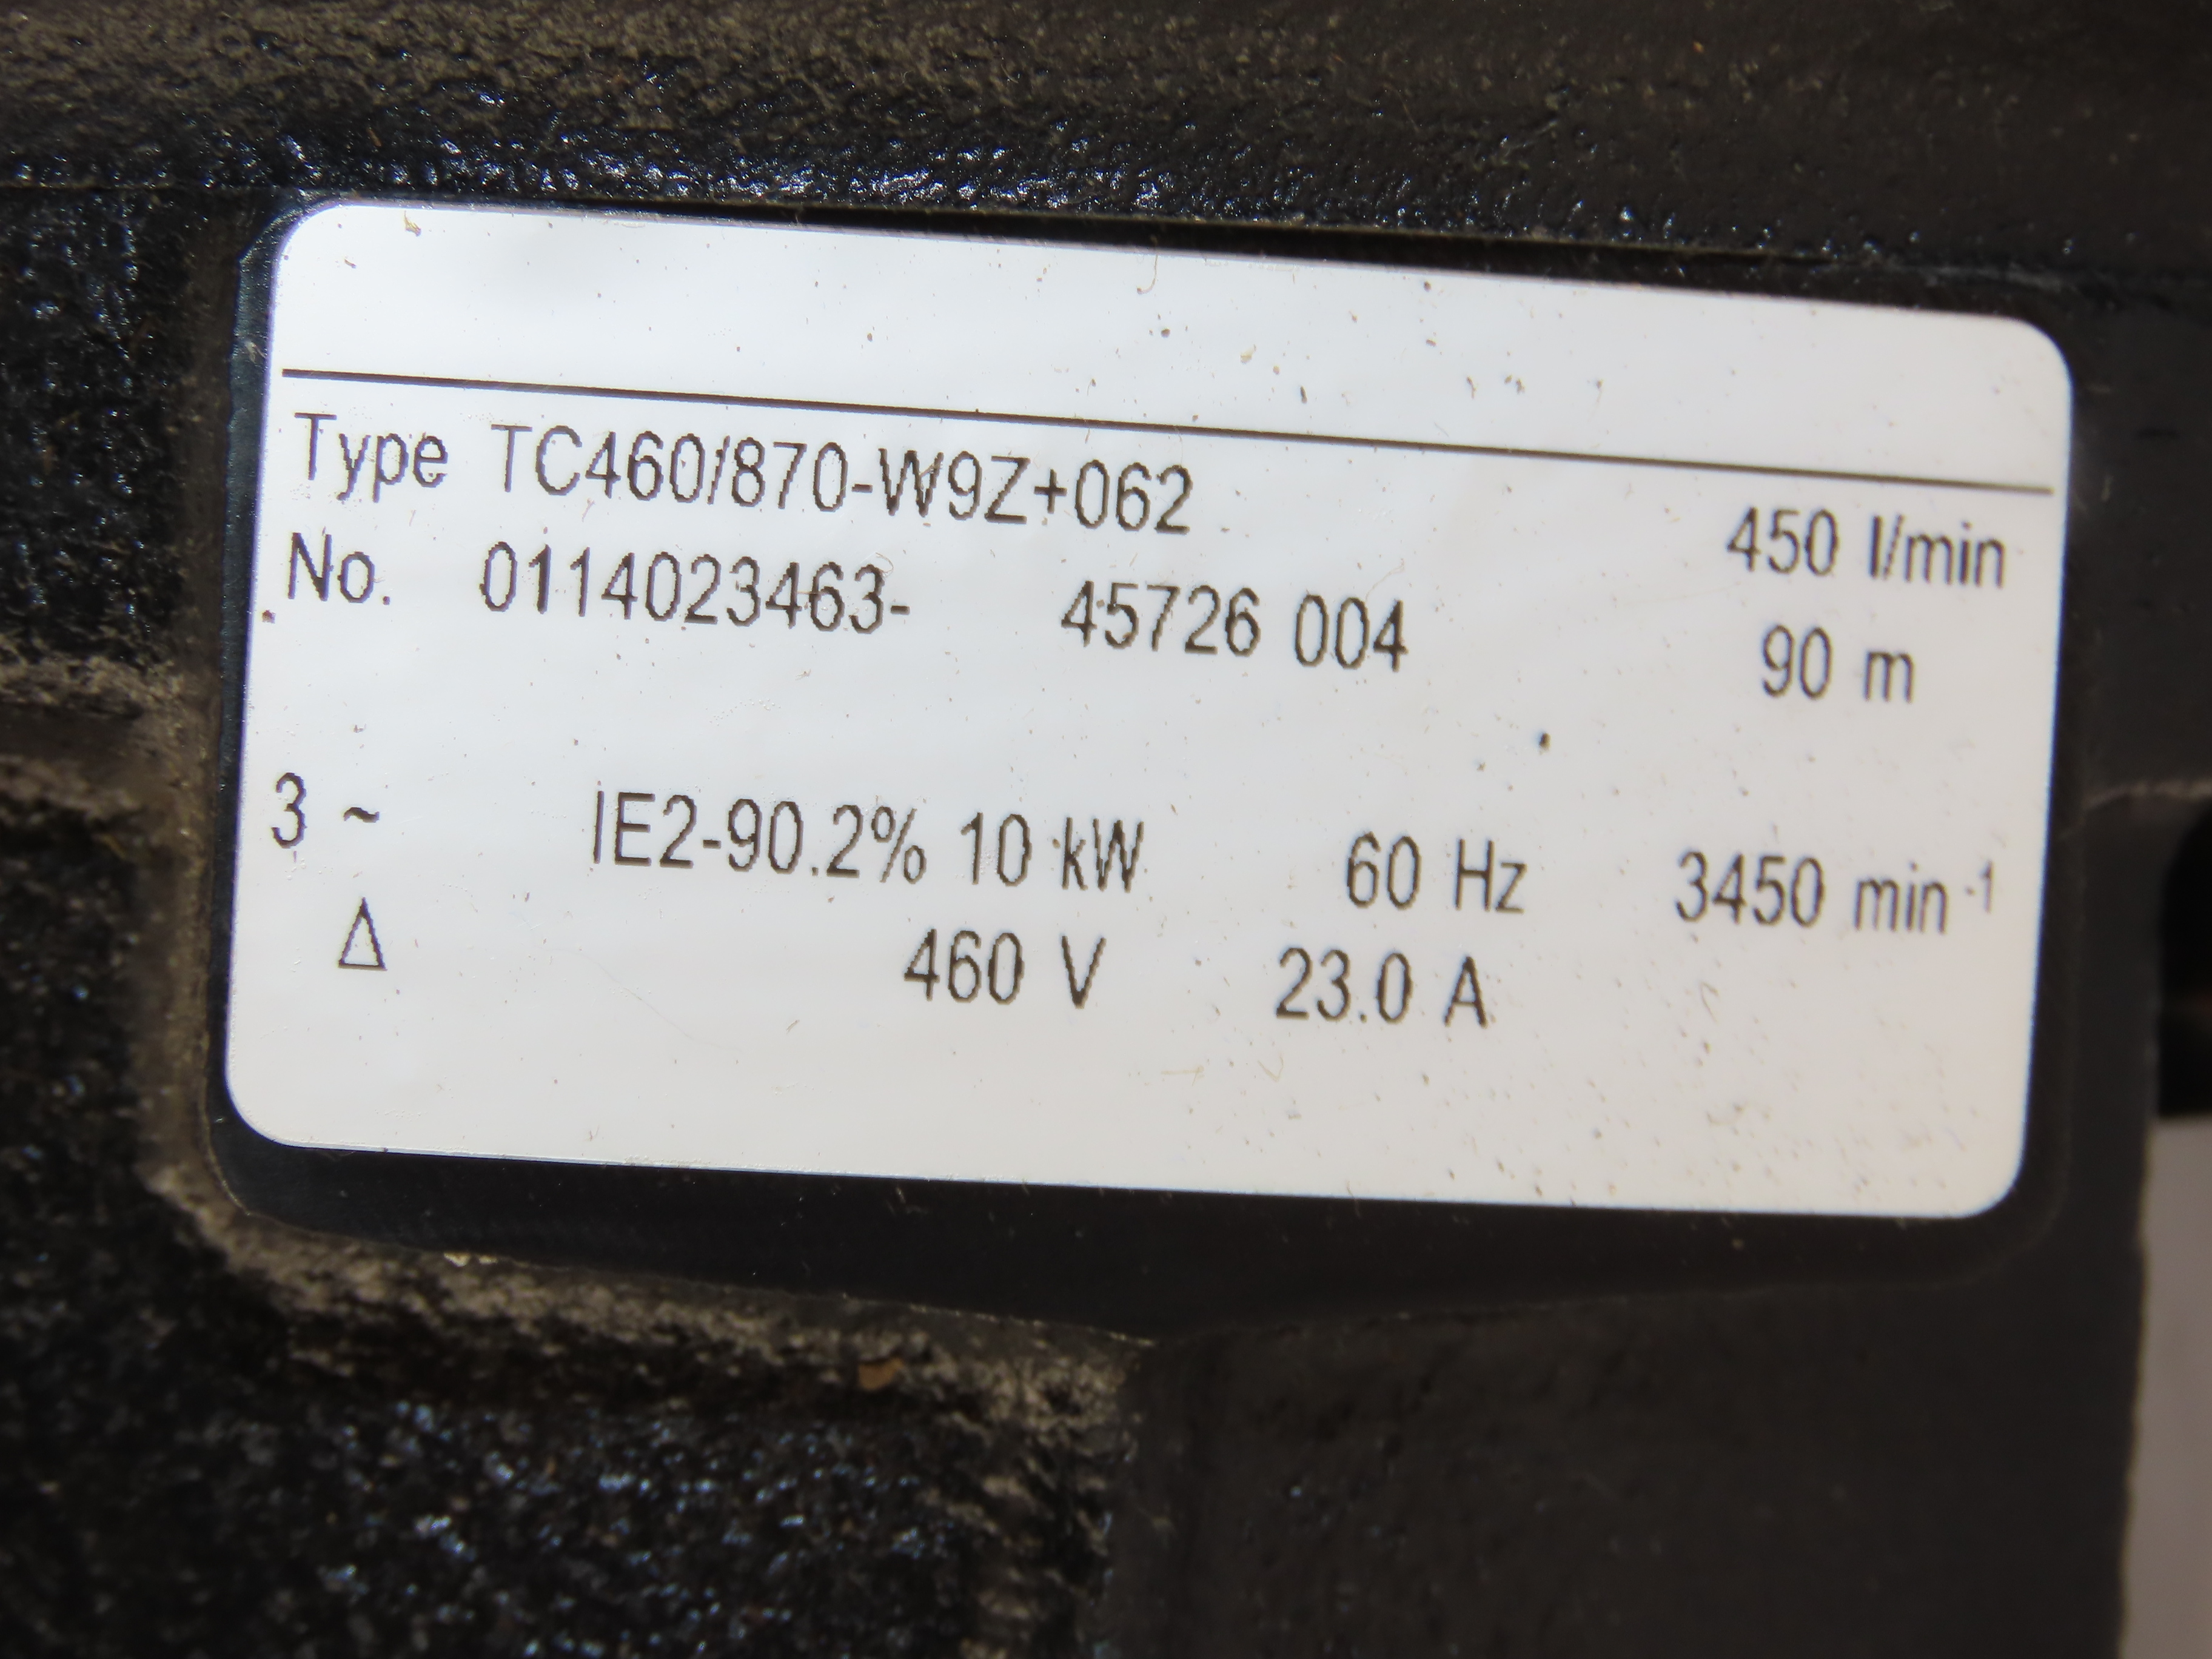 Type TC460/870-W9Z+062 450 l/min
No. 0114023463- 45726 004 90 m
3 ~ IE2-90.2% 10 kW 60 Hz 3450 min-1
Δ 460 V 23.0 A